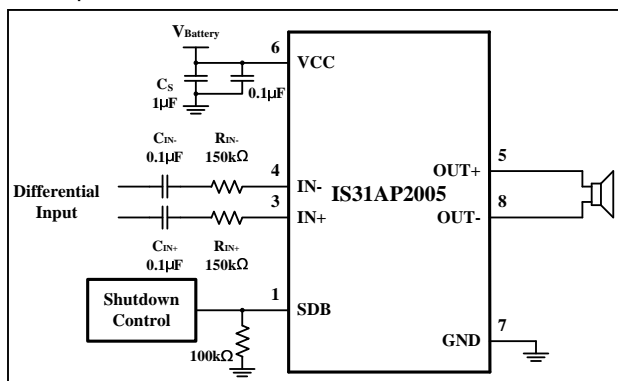 VBattery
6
VCC
CS
1µF
0.1µF
CIN-
0.1µF
RIN-
150kΩ
4
IN-
Differential
Input
3
IN+
CIN+
0.1µF
RIN+
150kΩ
IS31AP2005
OUT+
5
OUT-
8
Shutdown
Control
1
SDB
100kΩ
GND
7